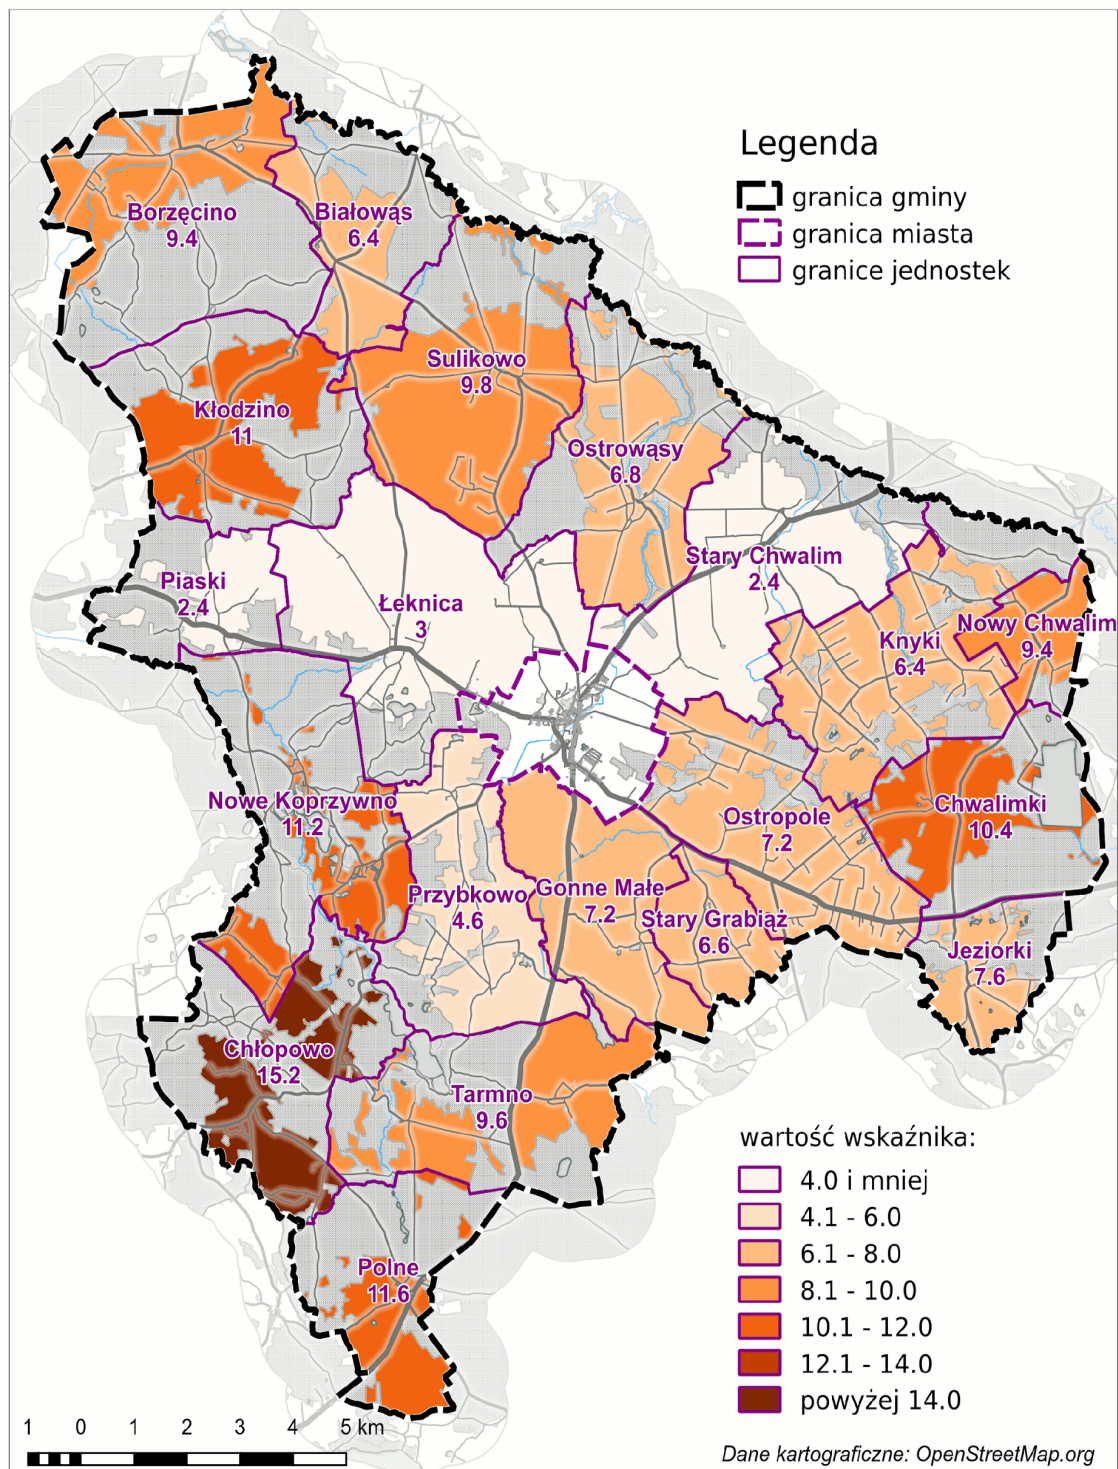 Legenda
granica gminy
granica miasta
granice jednostek
Borzęcino
9.4
Białowąs
6.4
Sulikowo
9.8
Kłodzino
11
Ostrowąsy
6.8
Stary Chwalim
2.4
Piaski
2.4
Łeknica
3
Knyki
6.4
Nowy Chwalim
9.4
Nowe Koprzywno
11.2
Ostropole
7.2
Chwalimki
10.4
Przybkowo
4.6
Gonne Małe
7.2
Stary Grabiąż
6.6
Jeziorki
7.6
Chłopowo
15.2
Tarmno
9.6
Polne
11.6
wartość wskaźnika:
4.0 i mniej
4.1 - 6.0
6.1 - 8.0
8.1 - 10.0
10.1 - 12.0
12.1 - 14.0
powyżej 14.0
1 0 1 2 3 4 5 km
Dane kartograficzne: OpenStreetMap.org